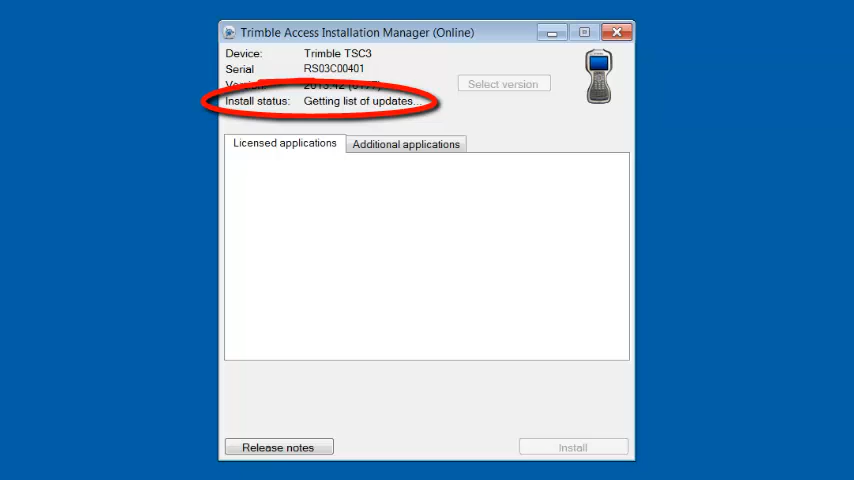 Trimble Access Installation Manager (Online)
Device: Trimble TSC3
Serial RS03C00401
Version:
Select version
Install status: Getting list of updates...
Licensed applications
Additional applications
Release notes
Install